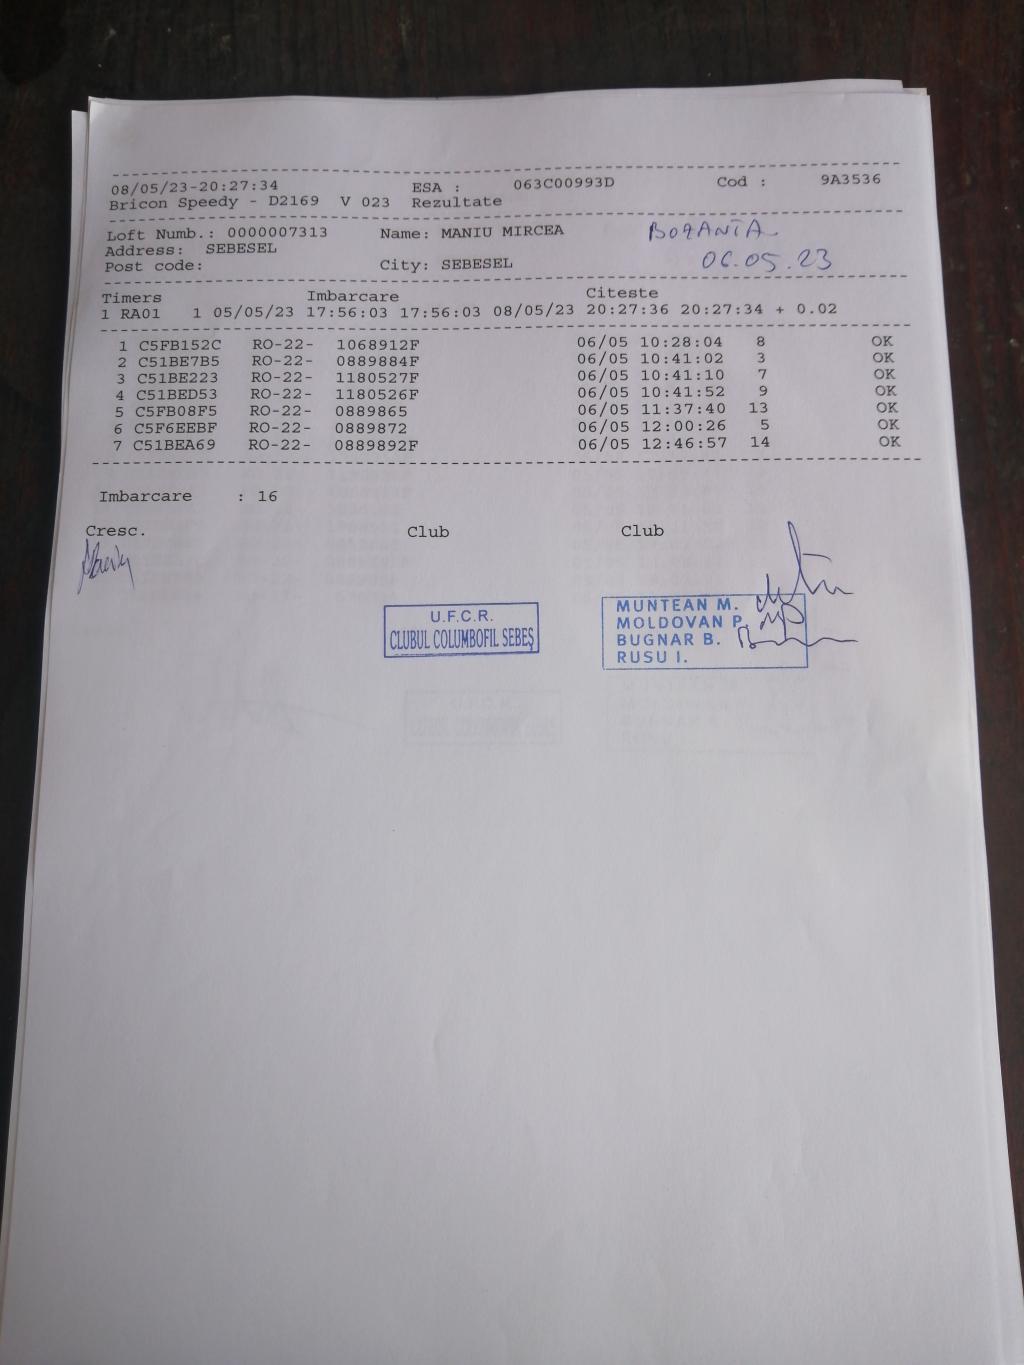 08/05/23-20:27:34 ESA : 063C00993D Cod : 9A3536
Bricon Speedy - D2169 V 023 Rezultate
Loft Numb.: 0000007313 Name: MANIU MIRCEA BOZANTA
Address: SEBESEL
Post code: City: SEBESEL 06.05.23
Timers Imbarcare Citeste
1 RA01 1 05/05/23 17:56:03 17:56:03 08/05/23 20:27:36 20:27:34 + 0.02
1 C5FB152C RO-22- 1068912F 06/05 10:28:04 8 OK
2 C51BE7B5 RO-22- 0889884F 06/05 10:41:02 3 OK
3 C51BE223 RO-22- 1180527F 06/05 10:41:10 7 OK
4 C51BED53 RO-22- 1180526F 06/05 10:41:52 9 OK
5 C5FB08F5 RO-22- 0889865 06/05 11:37:40 13 OK
6 C5F6EEBF RO-22- 0889872 06/05 12:00:26 5 OK
7 C51BEA69 RO-22- 0889892F 06/05 12:46:57 14 OK
Imbarcare : 16
Cresc. Club Club
U.F.C.R.
CLUBUL COLUMBOFIL SEBEȘ
MUNTEAN M.
MOLDOVAN P.
BUGNAR B.
RUSU I.